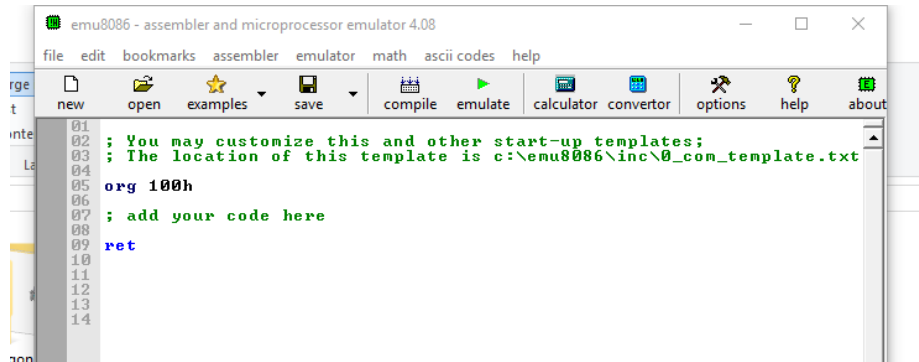 emu8086 - assembler and microprocessor emulator 4.08
file edit bookmarks assembler emulator math ascii codes help
new open examples save compile emulate calculator convertor options help about
01
02 ; You may customize this and other start-up templates;
03 ; The location of this template is c:\emu8086\inc\0_com_template.txt
04
05 org 100h
06
07 ; add your code here
08
09 ret
10
11
12
13
14
rge
t
onte
La